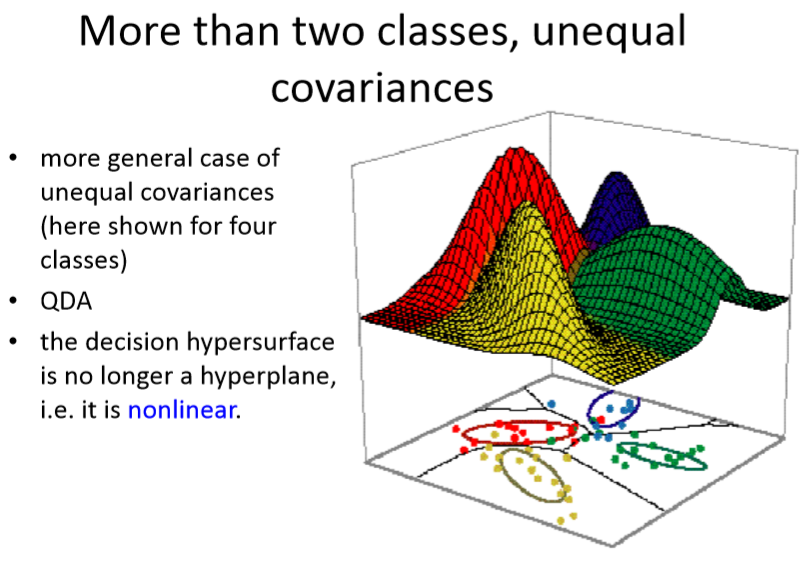 More than two classes, unequal
covariances
• more general case of
unequal covariances
(here shown for four
classes)
• QDA
• the decision hypersurface
is no longer a hyperplane,
i.e. it is nonlinear.